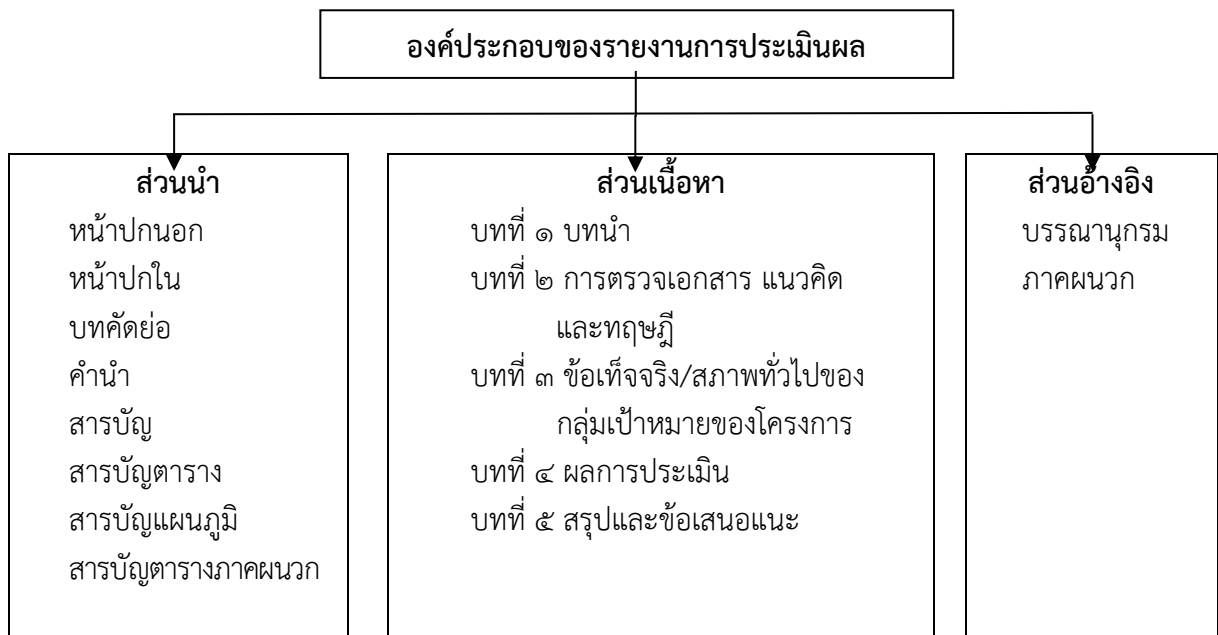 องค์ประกอบของรายงานการประเมินผล
ส่วนนำ
หน้าปกนอก
หน้าปกใน
บทคัดย่อ
คำนำ
สารบัญ
สารบัญตาราง
สารบัญแผนภูมิ
สารบัญตารางภาคผนวก
ส่วนเนื้อหา
บทที่ ๑ บทนำ
บทที่ ๒ การตรวจเอกสาร แนวคิด
และทฤษฎี
บทที่ ๓ ข้อเท็จจริง/สภาพทั่วไปของ
กลุ่มเป้าหมายของโครงการ
บทที่ ๔ ผลการประเมิน
บทที่ ๕ สรุปและข้อเสนอแนะ
ส่วนอ้างอิง
บรรณานุกรม
ภาคผนวก